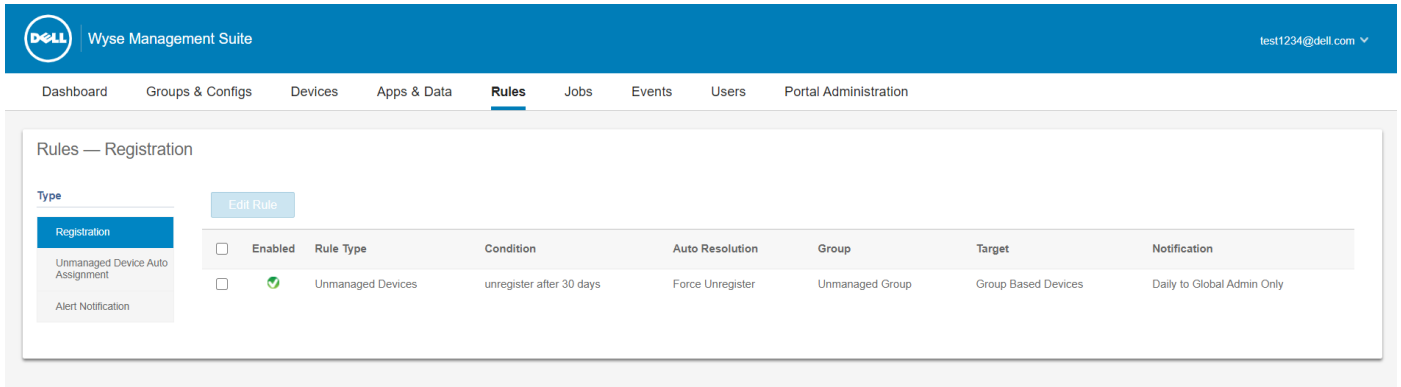 DELL Wyse Management Suite
test1234@dell.com
Dashboard Groups & Configs Devices Apps & Data Rules Jobs Events Users Portal Administration
Rules — Registration
Type
Registration
Unmanaged Device Auto
Assignment
Alert Notification
Edit Rule
Enabled Rule Type Condition Auto Resolution Group Target Notification
Unmanaged Devices unregister after 30 days Force Unregister Unmanaged Group Group Based Devices Daily to Global Admin Only